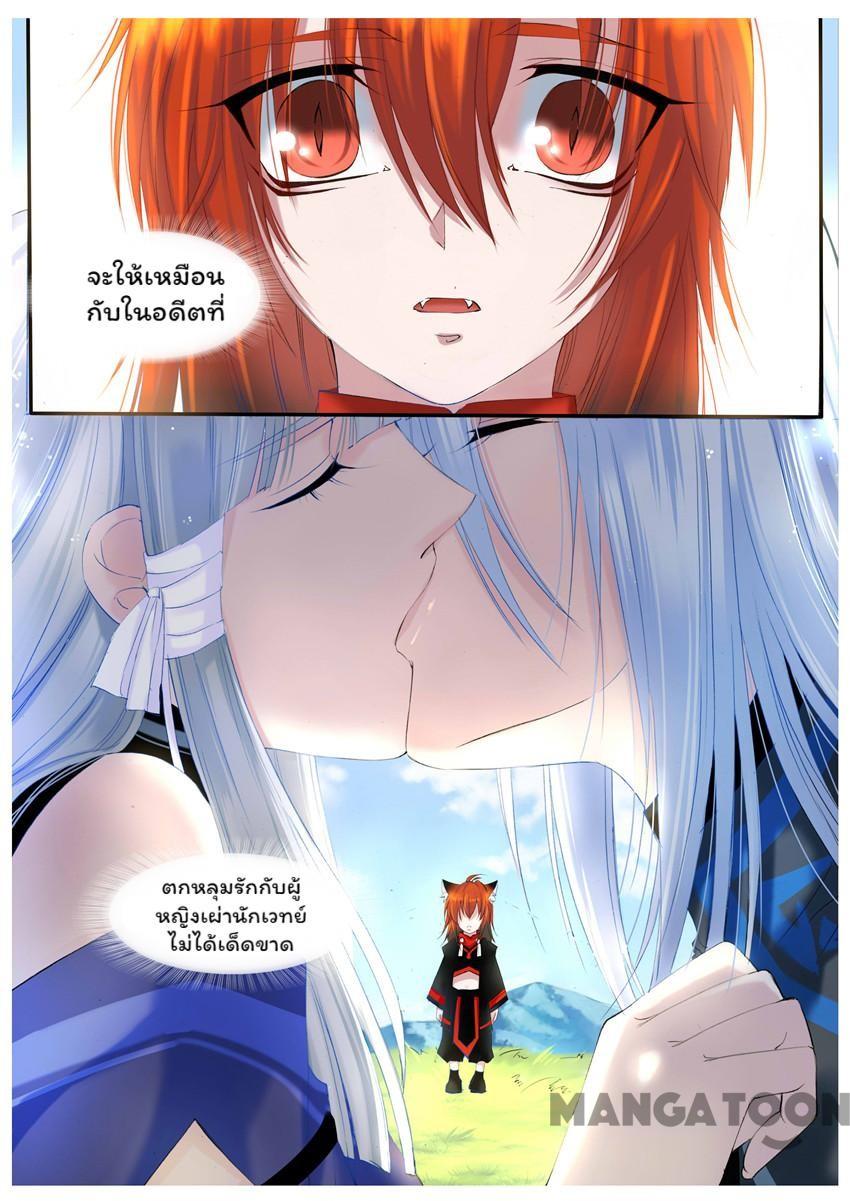 จะให้เหมือน
กับในอดีตที่
ตกหลุมรักกับผู้
หญิงเผ่านักเวทย์
ไม่ได้เด็ดขาด
MANGATOON